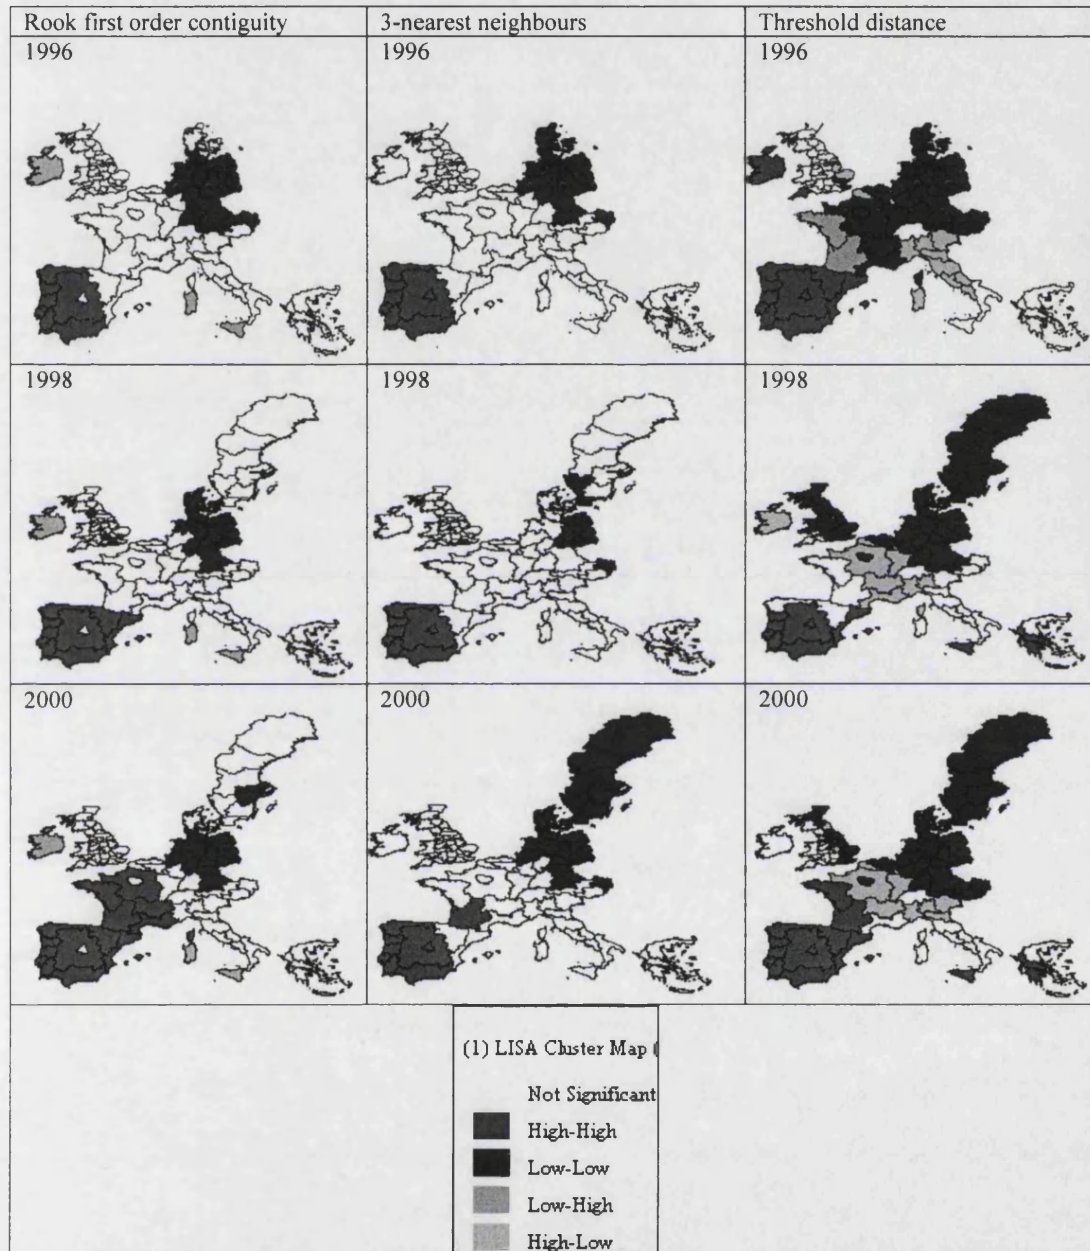 Rook first order contiguity
3-nearest neighbours
Threshold distance
1996
1996
1996
1998
1998
1998
2000
2000
2000
(1) LISA Cluster Map
Not Significant
High-High
Low-Low
Low-High
High-Low